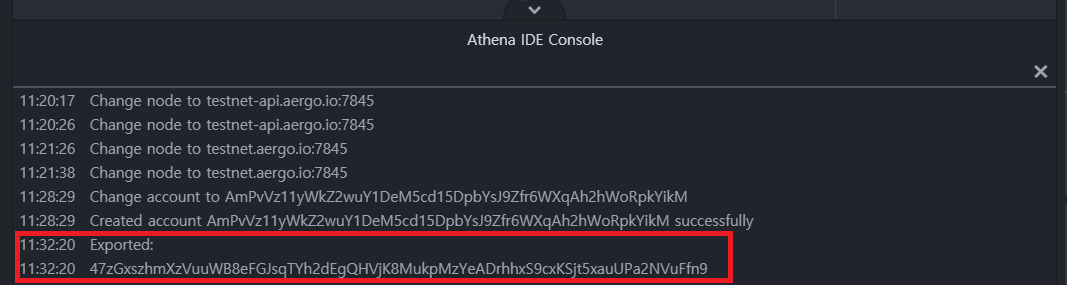 Athena IDE Console
11:20:17 Change node to testnet-api.aergo.io:7845
11:20:26 Change node to testnet-api.aergo.io:7845
11:21:26 Change node to testnet.aergo.io:7845
11:21:38 Change node to testnet.aergo.io:7845
11:28:29 Change account to AmPvVz11yWkZ2wuY1DeM5cd15DpbYsJ9Zfr6WXqAh2hWoRpkYikM
11:28:29 Created account AmPvVz11yWkZ2wuY1DeM5cd15DpbYsJ9Zfr6WXqAh2hWoRpkYikM successfully
11:32:20 Exported:
11:32:20 47zGxszhmXzVuuWB8eFGJsqTYh2dEgQHVjK8MukpMzYeADrhhxS9cxKSjt5xauUPa2NVuFfn9